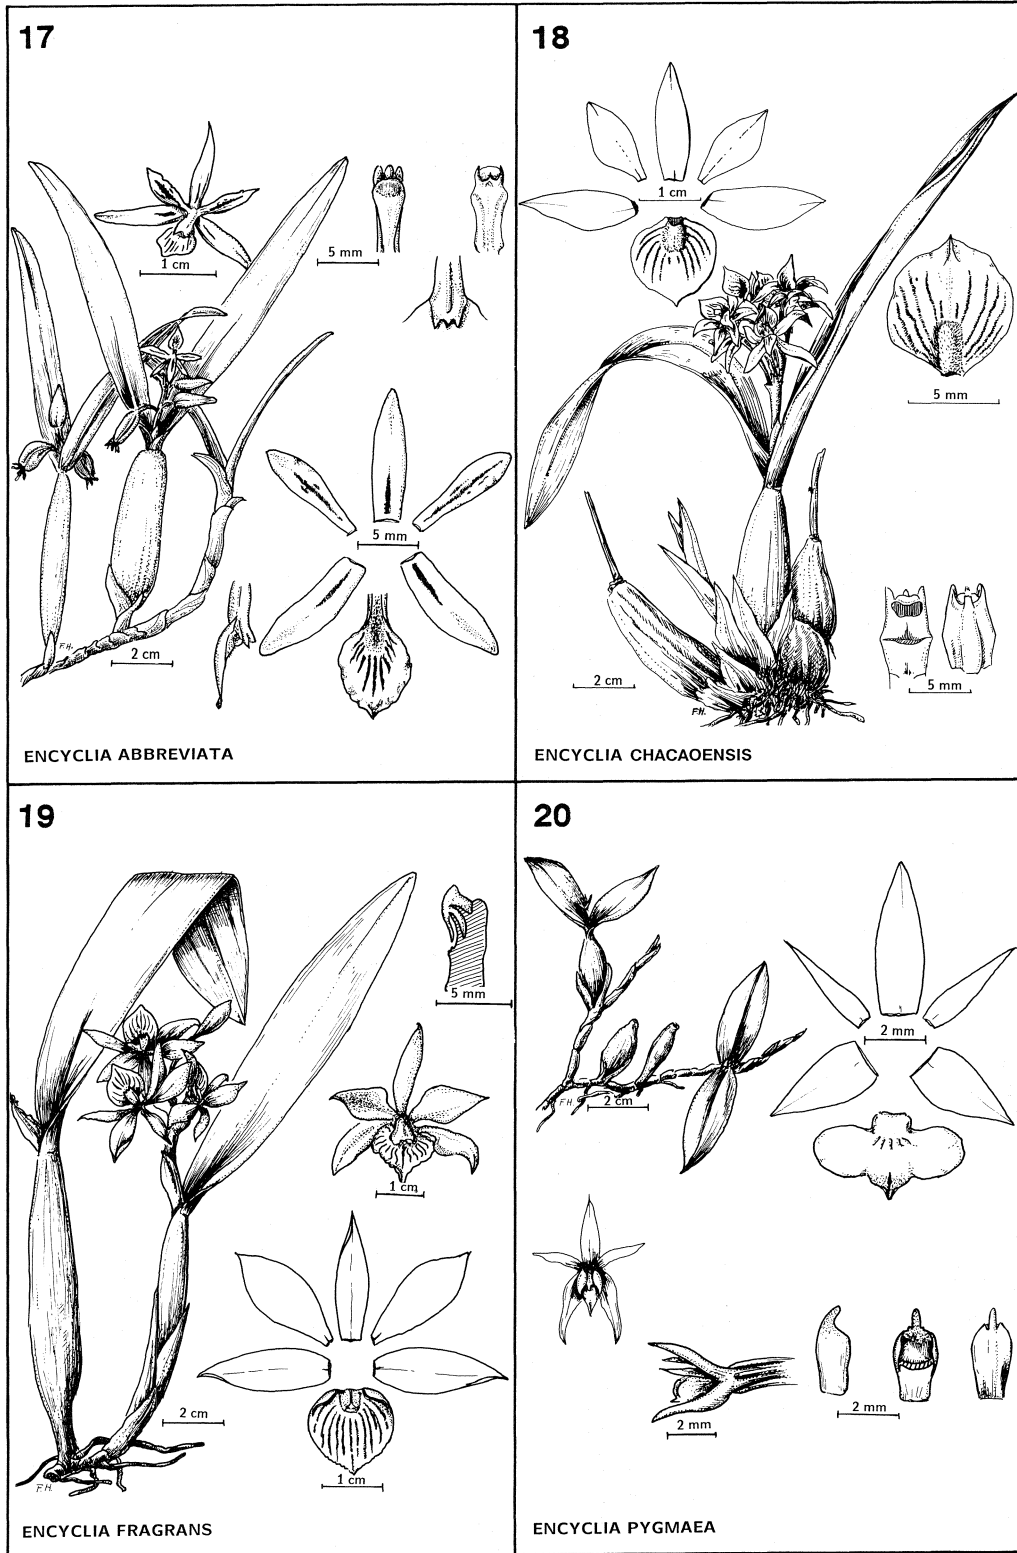 17
1 cm
5 mm
5 mm
F.H.
2 cm
ENCYCLIA ABBREVIATA
18
1 cm
5 mm
2 cm
5 mm
F.H.
ENCYCLIA CHACAOENSIS
19
5 mm
1 cm
2 cm
1 cm
F.H.
ENCYCLIA FRAGRANS
20
2 mm
F.H.
2 cm
2 mm
2 mm
ENCYCLIA PYGMAEA